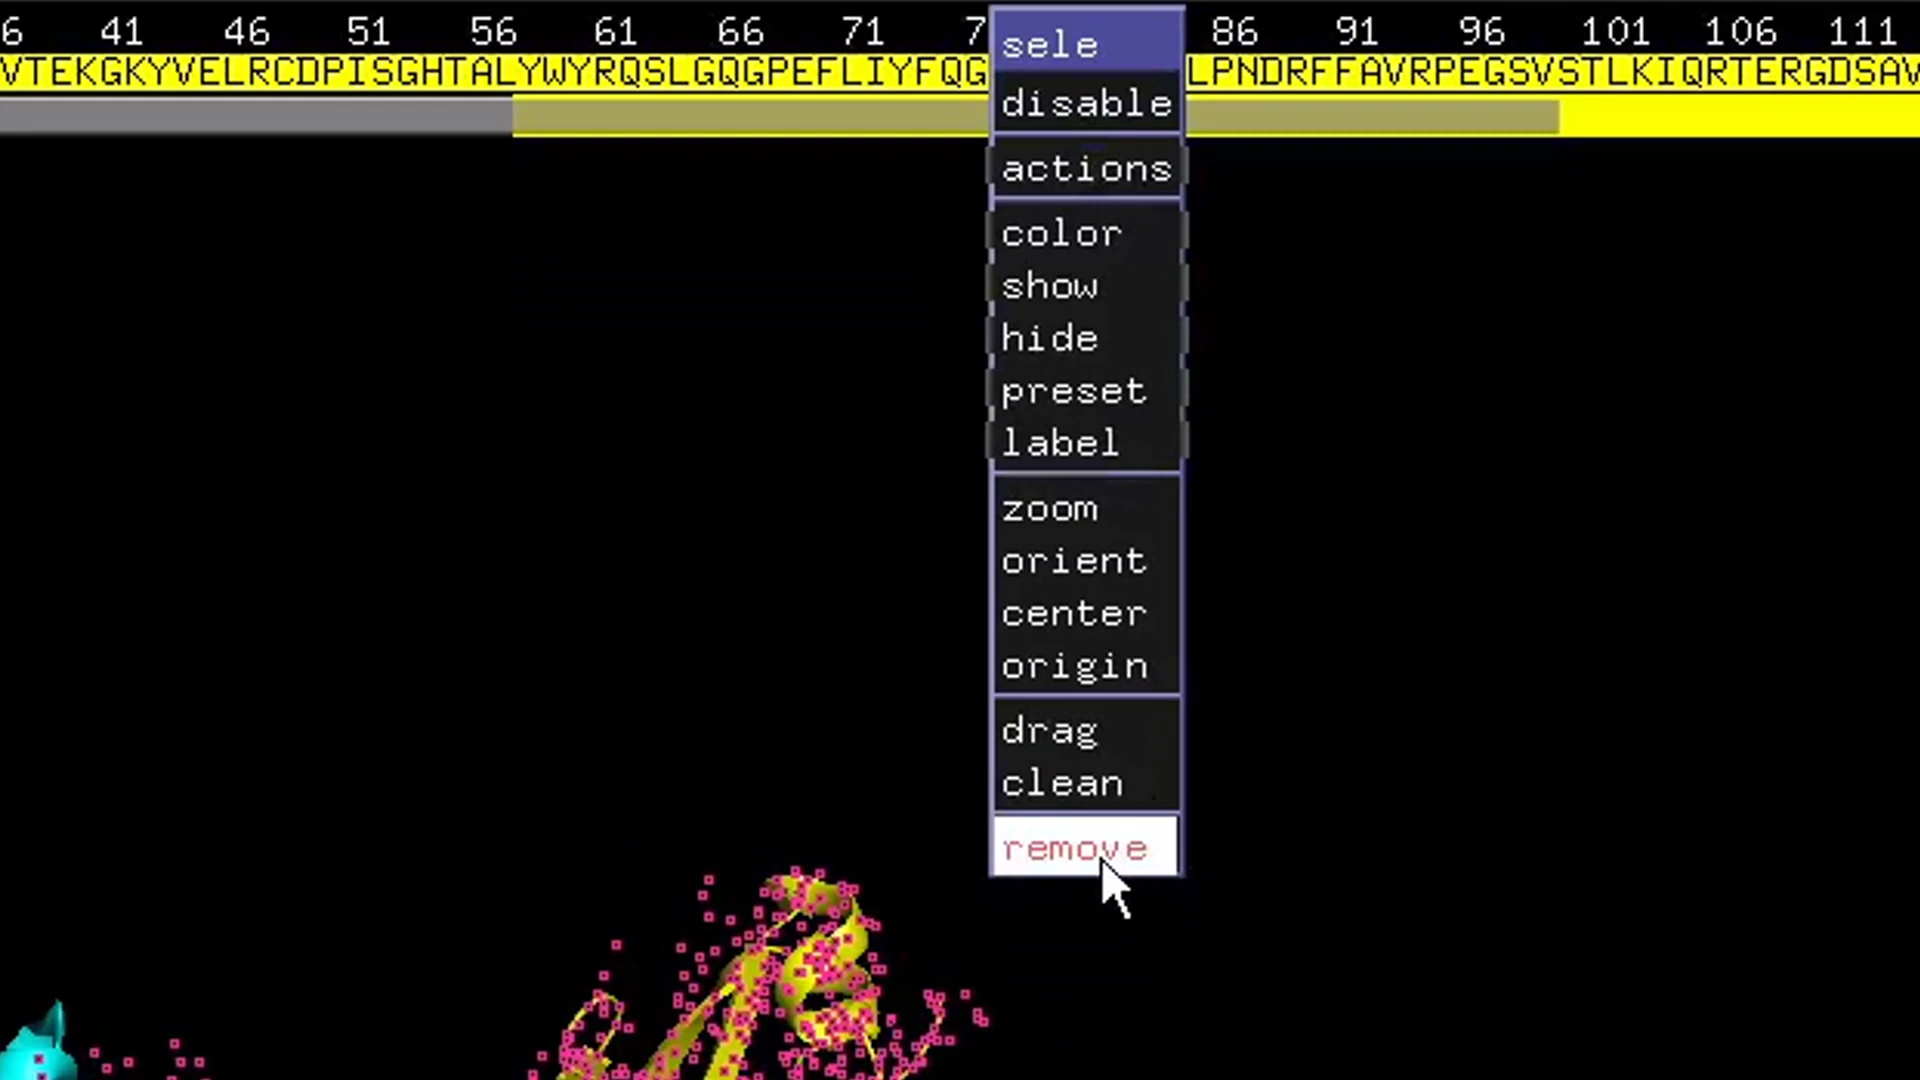 6 41 46 51 56 61 66 71 7 86 91 96 101 106 111
VTEKGKYVELRCDPISGHTALYWYRQSLGQGPEFLIYFQG LPNDRFFAVRPEGSVSTLKIQRTERGDSAV
sele
disable
actions
color
show
hide
preset
label
zoom
orient
center
origin
drag
clean
remove